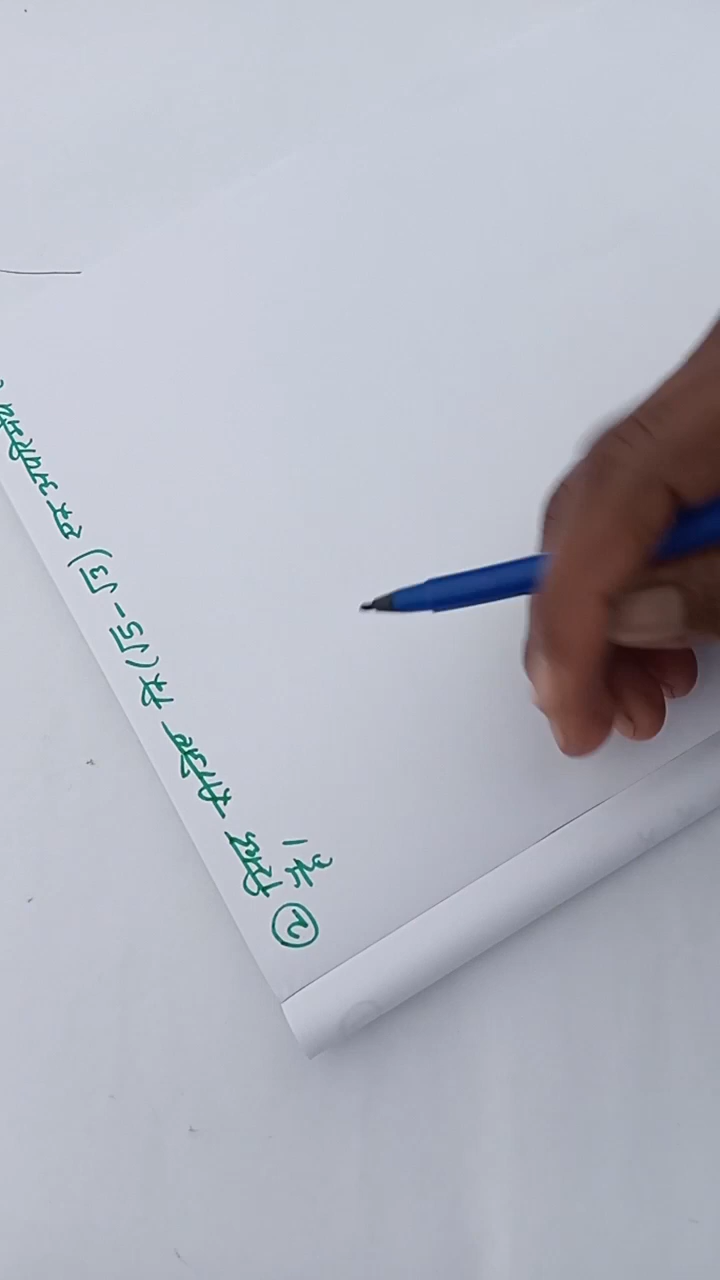 ② सिद्ध कीजिए कि (√5 - √3) एक अपरिमेय
है।